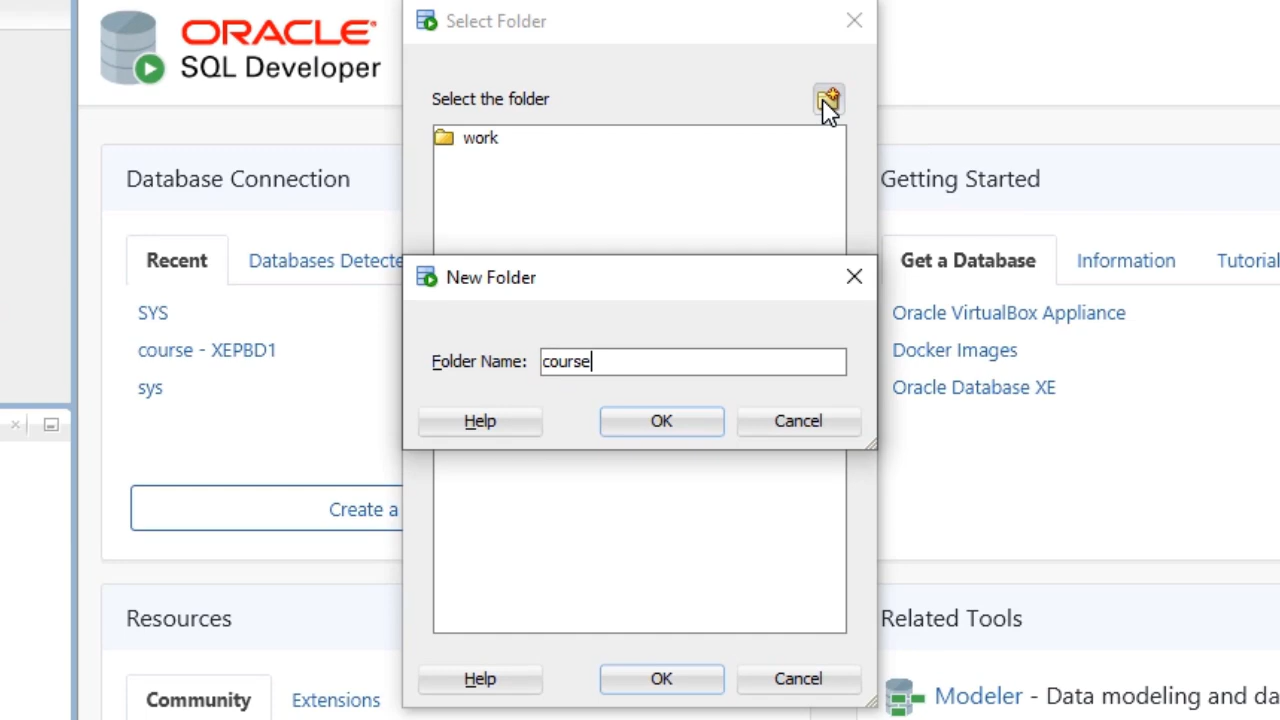 ORACLE
SQL Developer
Select Folder
Select the folder
work
Database Connection
Recent
Databases Detecte
SYS
course - XEPBD1
sys
Create a
New Folder
Folder Name: course
Help
OK
Cancel
Getting Started
Get a Database
Information
Tutorial
Oracle VirtualBox Appliance
Docker Images
Oracle Database XE
Resources
Community
Extensions
Help
OK
Cancel
Related Tools
Modeler - Data modeling and da